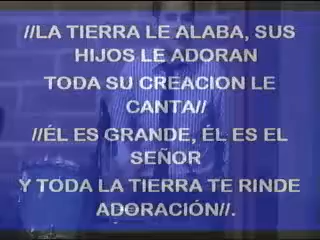 //LA TIERRA LE ALABA, SUS
HIJOS LE ADORAN
TODA SU CREACION LE
CANTA//
//ÉL ES GRANDE, ÉL ES EL
SEÑOR
Y TODA LA TIERRA TE RINDE
ADORACIÓN//.